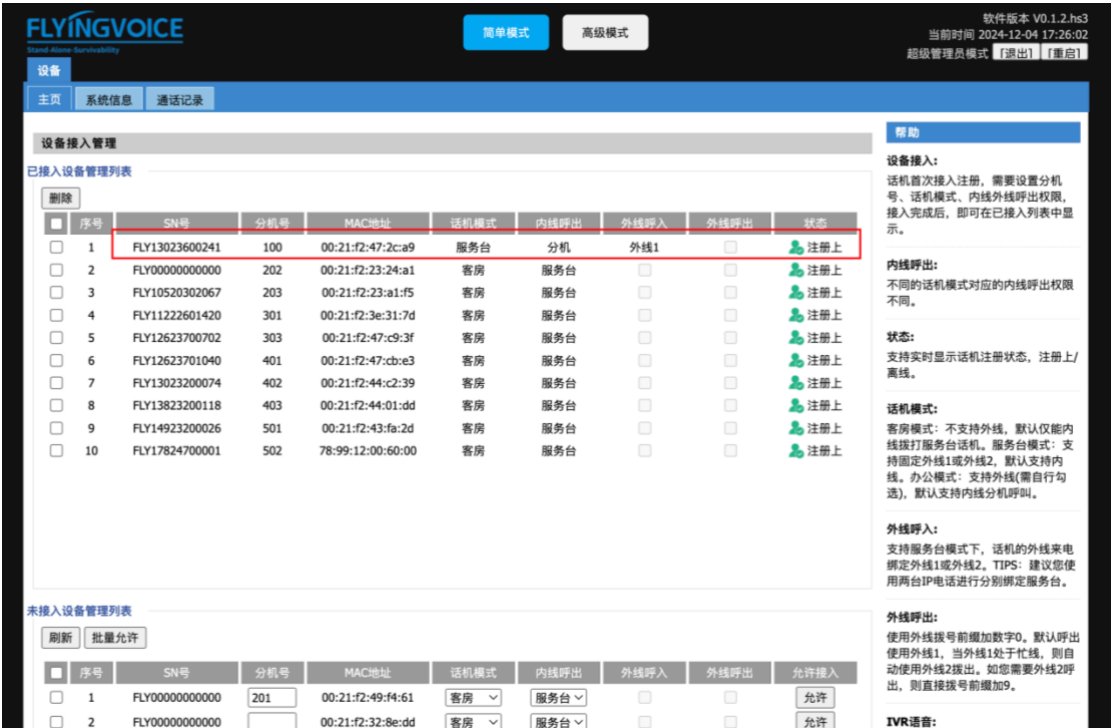 FLYINGVOICE
Stand-Alone-Survivability
简单模式
高级模式
软件版本 V0.1.2.hs3
当前时间 2024-12-04 17:26:02
超级管理员模式 [退出] [重启]
设备
主页 系统信息 通话记录
设备接入管理
已接入设备管理列表
删除
序号 SN号 分机号 MAC地址 话机模式 内线呼出 外线呼入 外线呼出 状态
1 FLY13023600241 100 00:21:f2:47:2c:a9 服务台 分机 外线1 注册上
2 FLY00000000000 202 00:21:f2:23:24:a1 客房 服务台 注册上
3 FLY10520302067 203 00:21:f2:23:a1:f5 客房 服务台 注册上
4 FLY11222601420 301 00:21:f2:3e:31:7d 客房 服务台 注册上
5 FLY12623700702 303 00:21:f2:47:c9:3f 客房 服务台 注册上
6 FLY12623701040 401 00:21:f2:47:cb:e3 客房 服务台 注册上
7 FLY13023200074 402 00:21:f2:44:c2:39 客房 服务台 注册上
8 FLY13823200118 403 00:21:f2:44:01:dd 客房 服务台 注册上
9 FLY14923200026 501 00:21:f2:43:fa:2d 客房 服务台 注册上
10 FLY17824700001 502 78:99:12:00:60:00 客房 服务台 注册上
未接入设备管理列表
刷新 批量允许
序号 SN号 分机号 MAC地址 话机模式 内线呼出 外线呼入 外线呼出 允许接入
1 FLY00000000000 201 00:21:f2:49:f4:61 客房 服务台 允许
2 FLY00000000000 00:21:f2:32:8e:dd 客房 服务台 允许
帮助
设备接入:
话机首次接入注册，需要设置分机
号、话机模式、内线外线呼出权限，
接入完成后，即可在已接入列表中显
示。
内线呼出:
不同的话机模式对应的内线呼出权限
不同。
状态:
支持实时显示话机注册状态，注册上/
离线。
话机模式:
客房模式：不支持外线，默认仅能内
线拨打服务台话机。服务台模式：支
持固定外线1或外线2，默认支持内
线。办公模式：支持外线(需自行勾
选)，默认支持内线分机呼叫。
外线呼入:
支持服务台模式下，话机的外线来电
绑定外线1或外线2。TIPS：建议您使
用两台IP电话进行分别绑定服务台。
外线呼出:
使用外线拨号前缀加数字0。默认呼出
使用外线1，当外线1处于忙线，则自
动使用外线2拨出。如您需要外线2呼
出，则直接拨号前缀加9。
IVR语音: